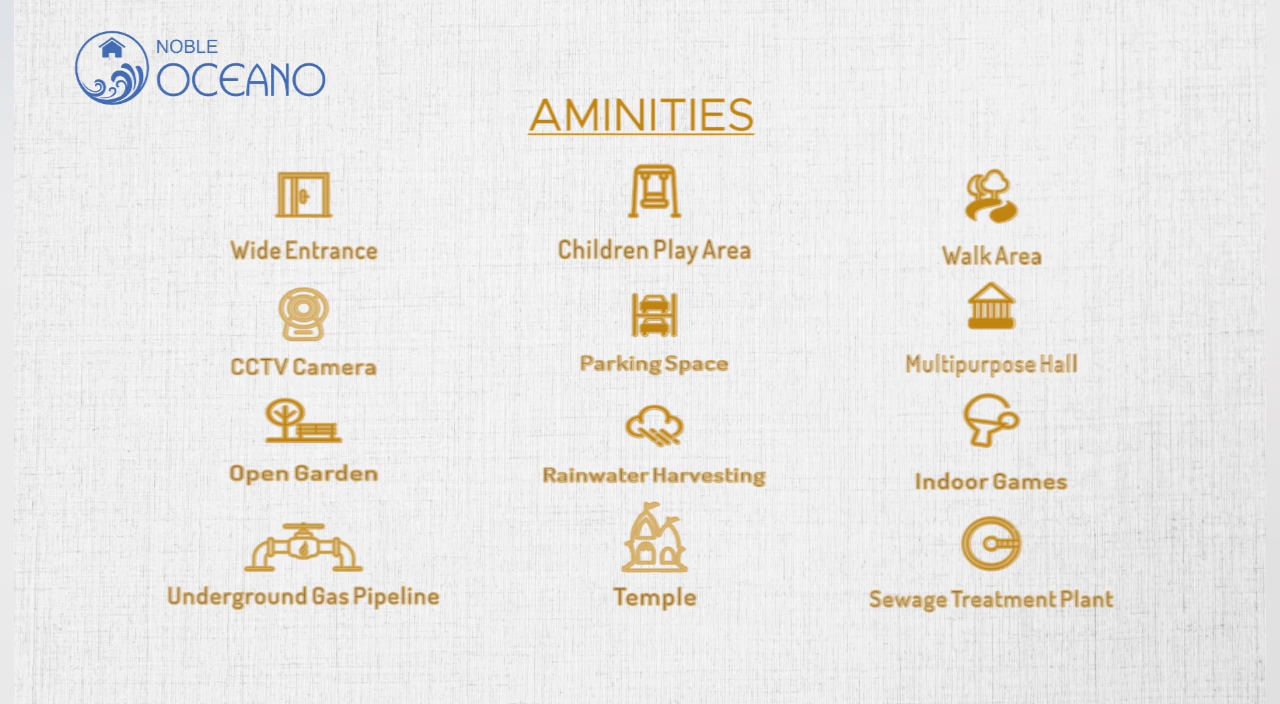 NOBLE
OCEANO
AMINITIES
Wide Entrance
Children Play Area
Walk Area
CCTV Camera
Parking Space
Multipurpose Hall
Open Garden
Rainwater Harvesting
Indoor Games
Underground Gas Pipeline
Temple
Sewage Treatment Plant